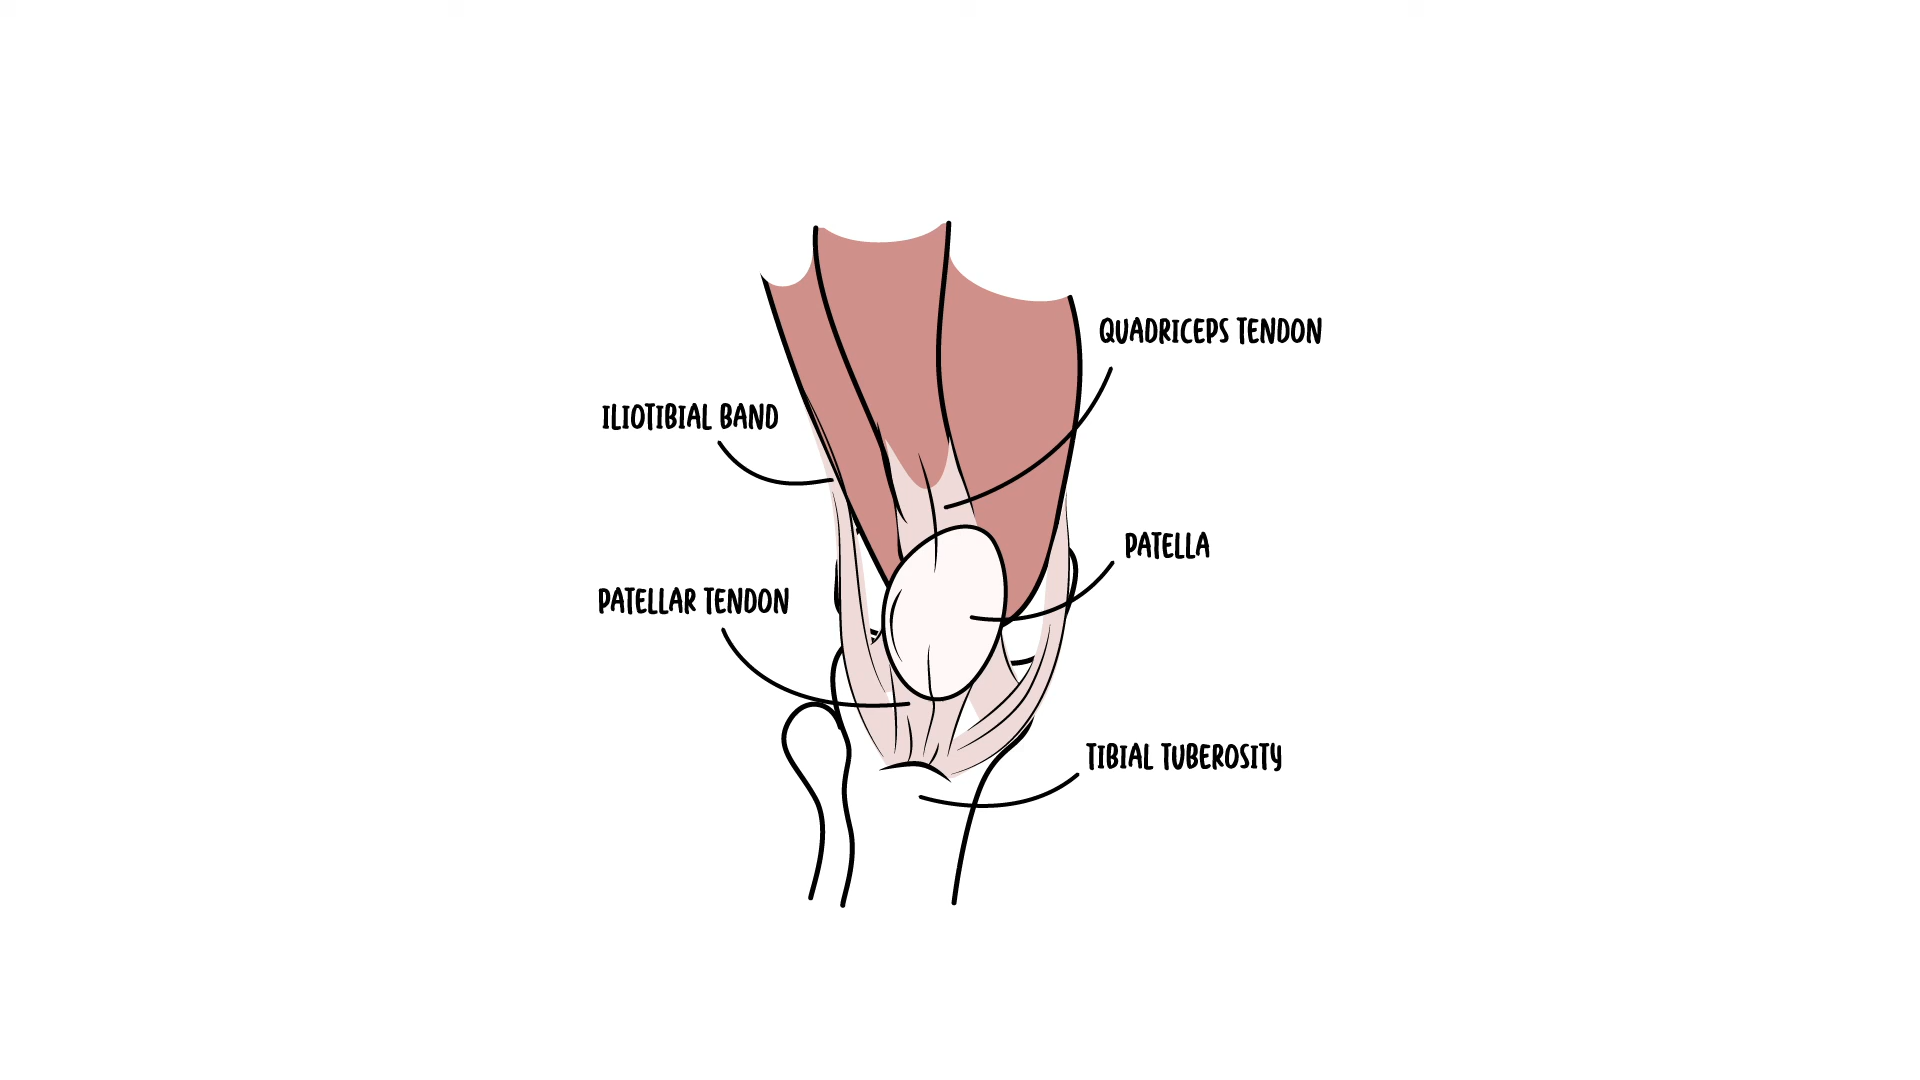 QUADRICEPS TENDON
ILIOTIBIAL BAND
PATELLA
PATELLAR TENDON
TIBIAL TUBEROSITY